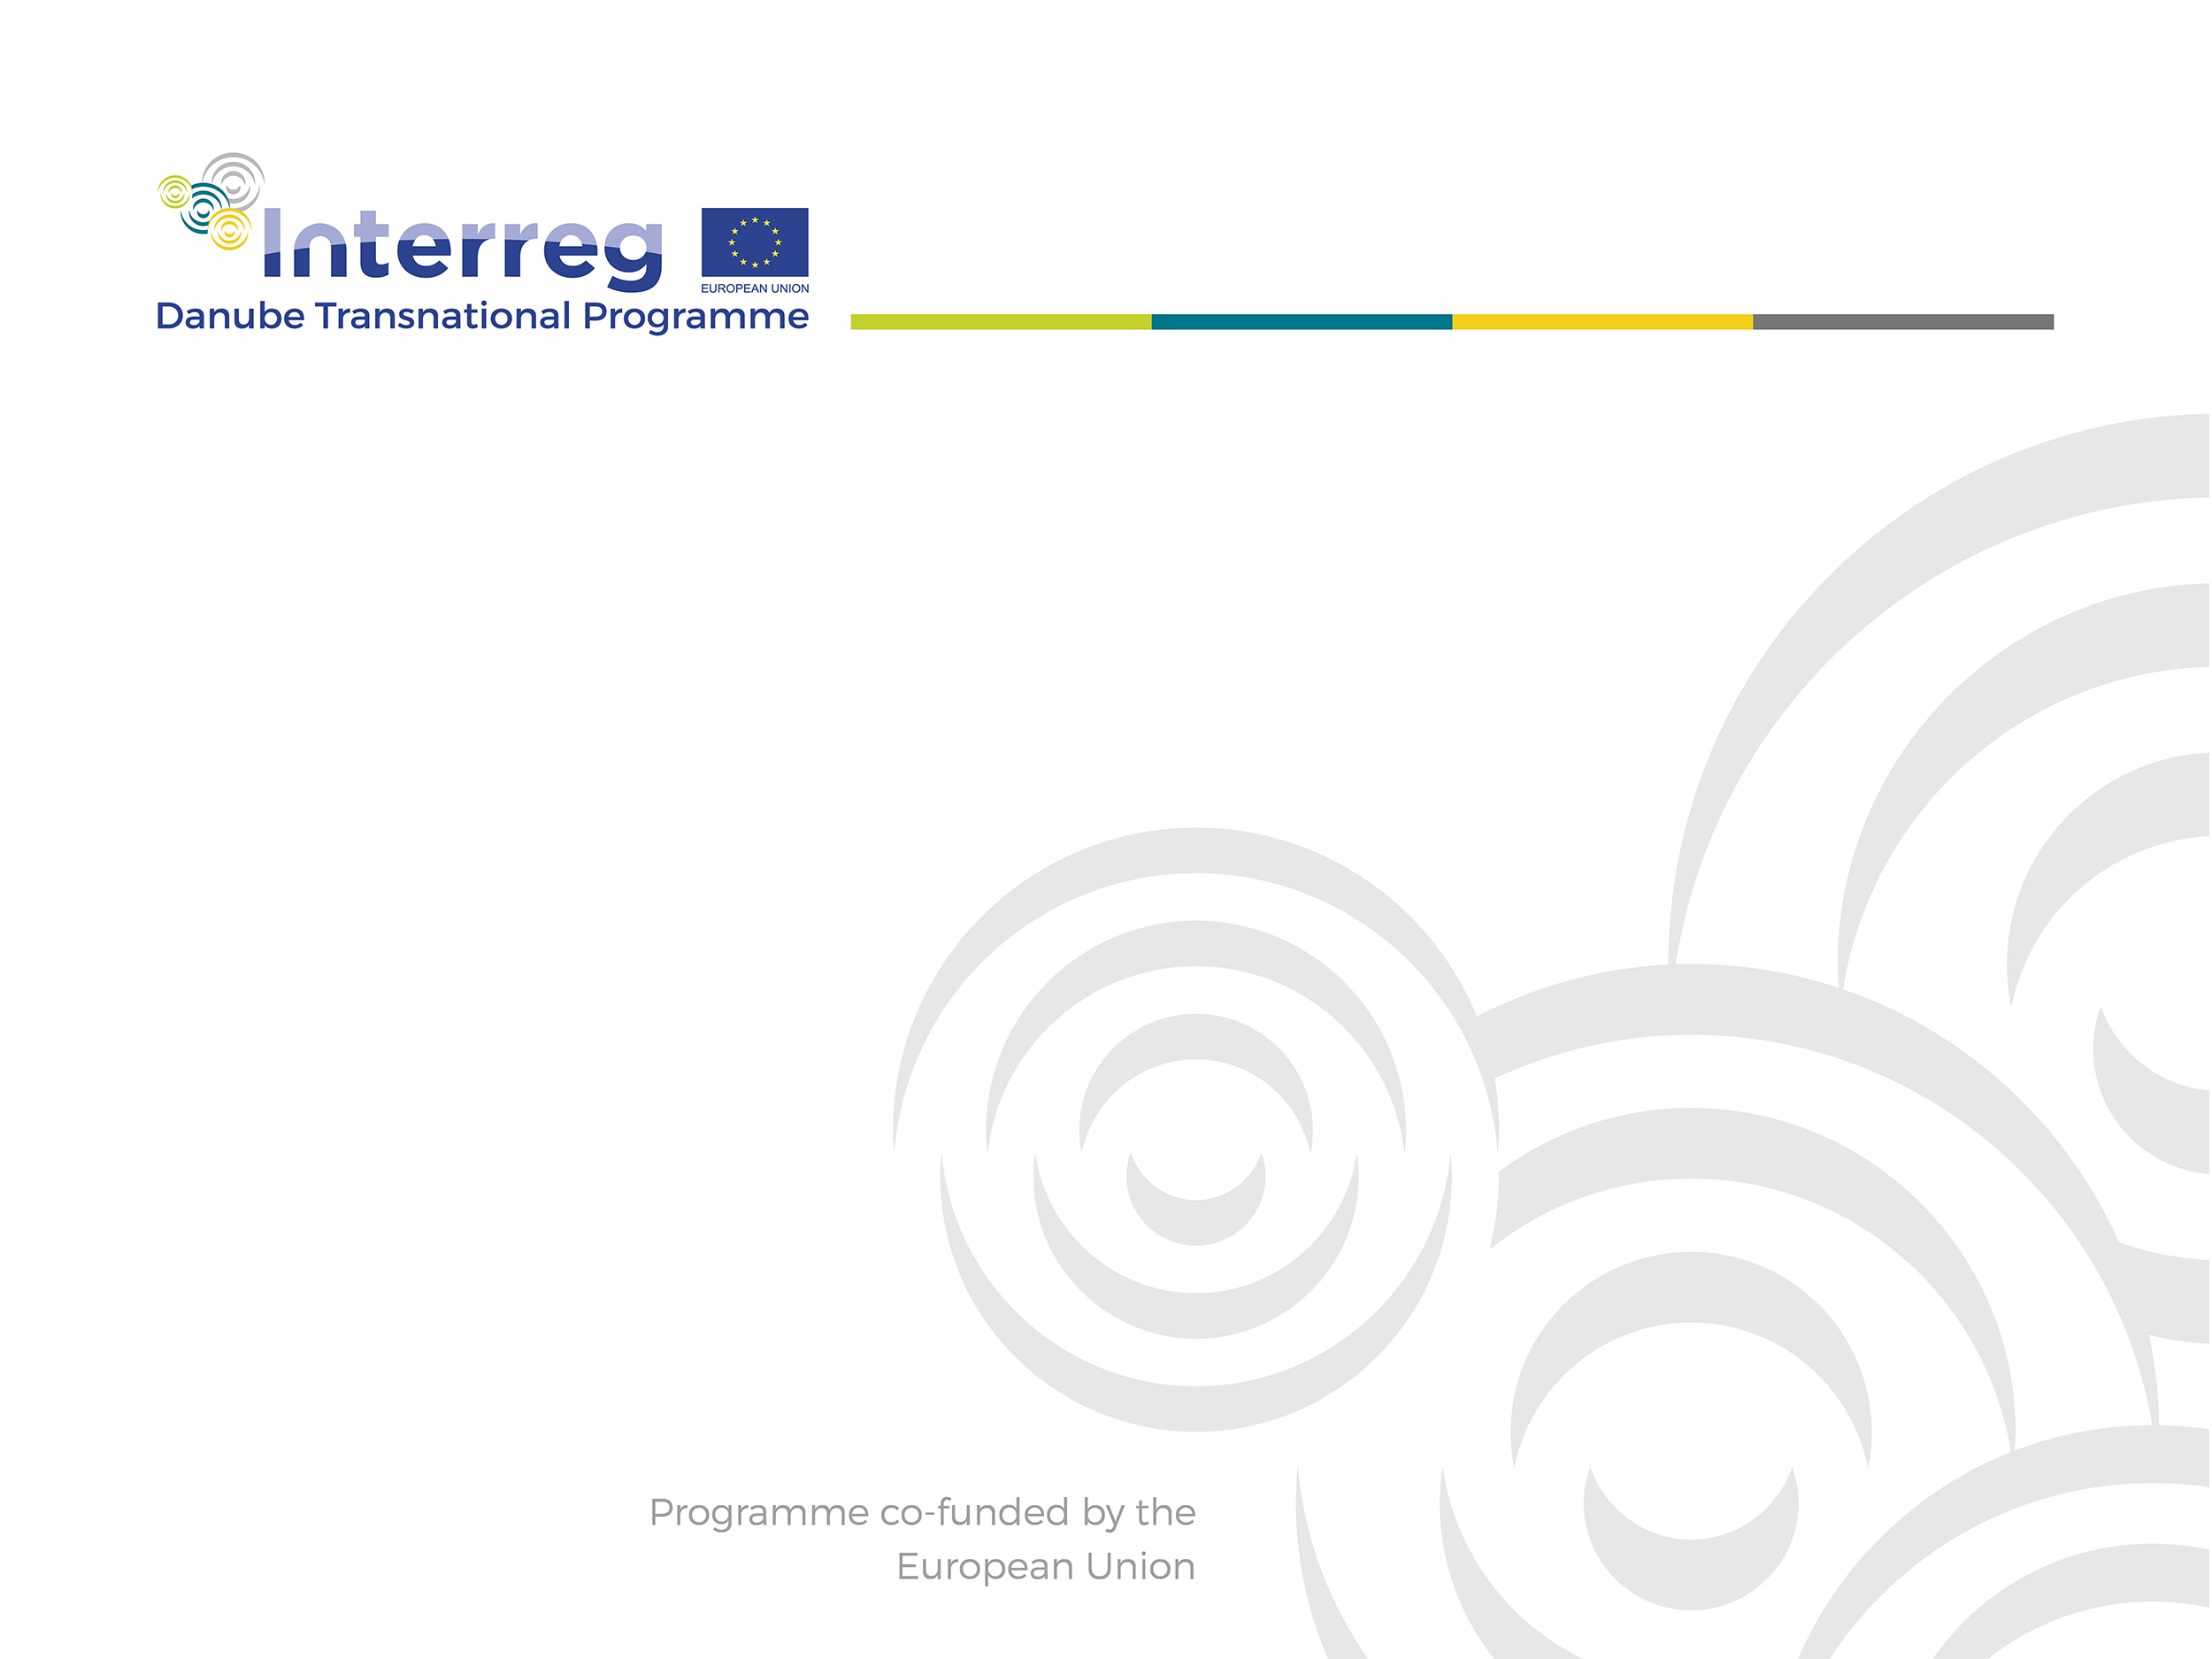 Interreg
EUROPEAN UNION
Danube Transnational Programme
Programme co-funded by the
European Union